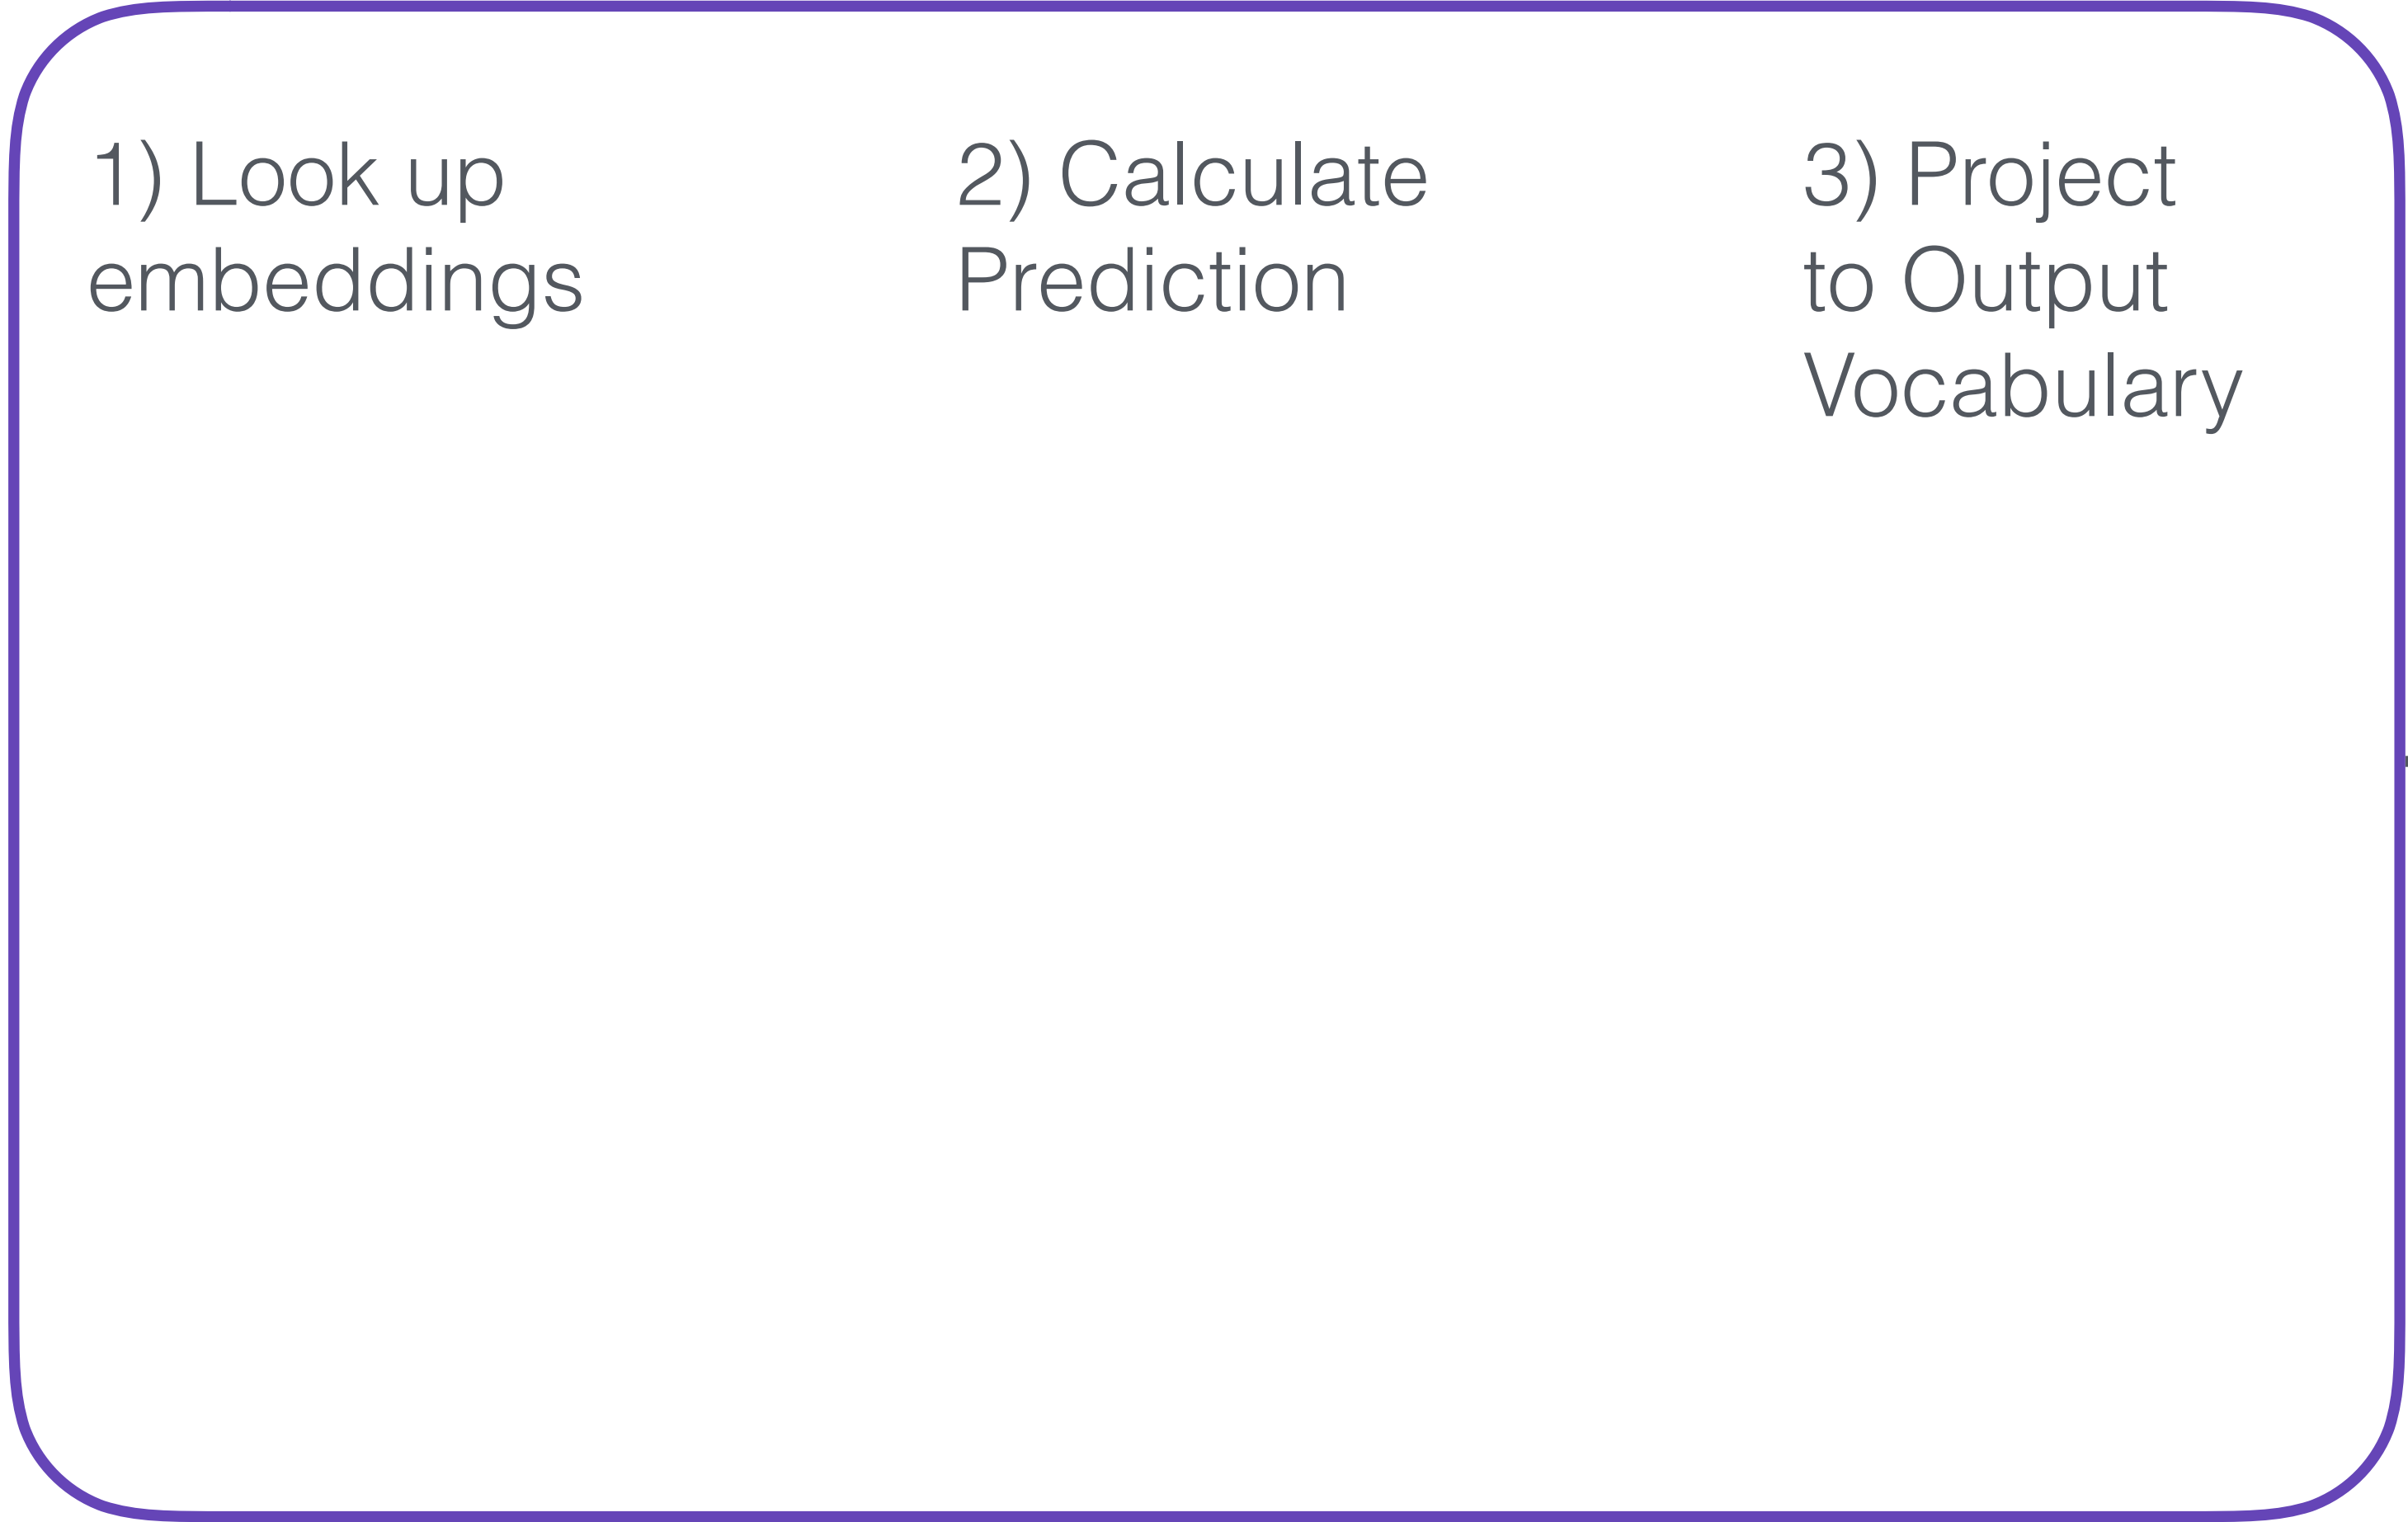 1) Look up
embeddings
2) Calculate
Prediction
3) Project
to Output
Vocabulary